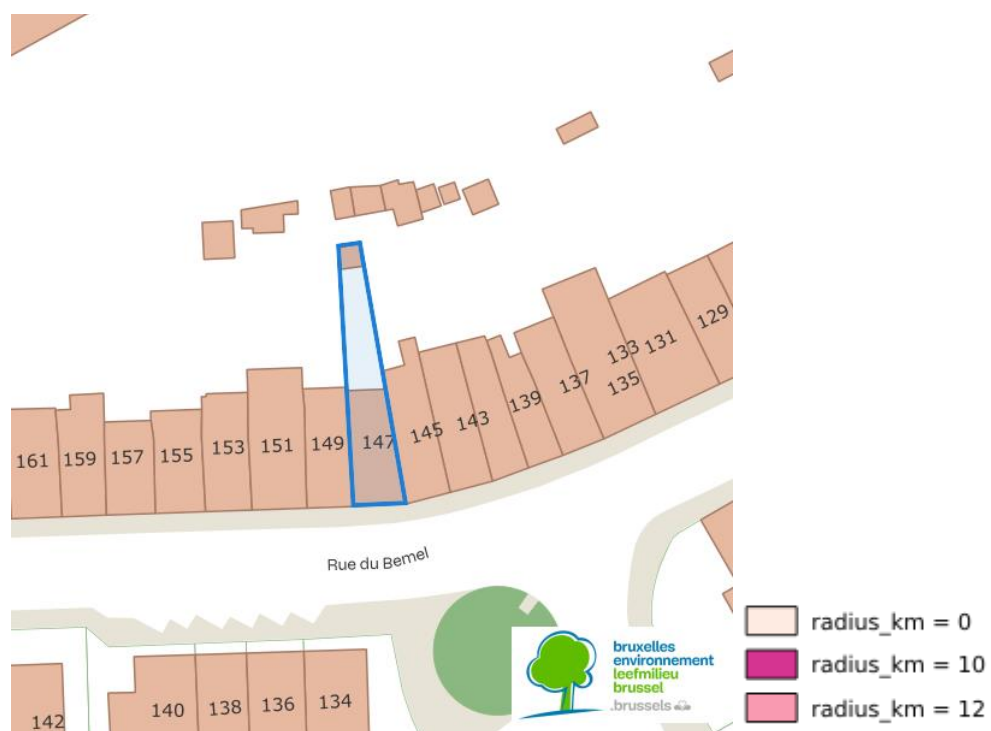 129
131
133
135
137
139
143
145
147
149
151
153
155
157
159
161
Rue du Bemel
142
140
138
136
134
bruxelles
environnement
leefmilieu
brussel
.brussels
radius_km = 0
radius_km = 10
radius_km = 12